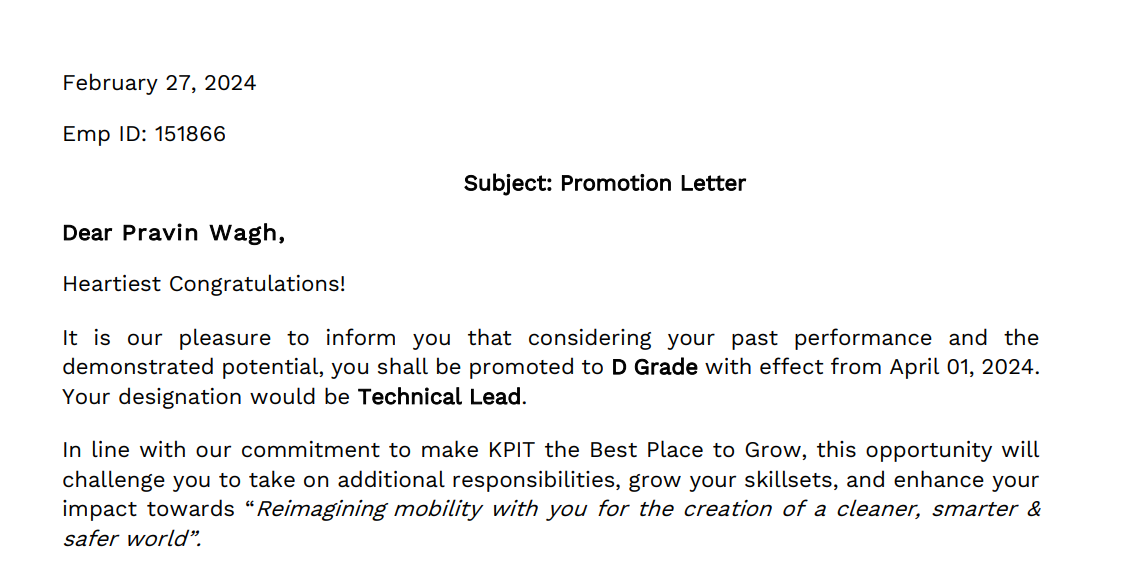 February 27, 2024
Emp ID: 151866
Subject: Promotion Letter
Dear Pravin Wagh,
Heartiest Congratulations!
It is our pleasure to inform you that considering your past performance and the
demonstrated potential, you shall be promoted to D Grade with effect from April 01, 2024.
Your designation would be Technical Lead.
In line with our commitment to make KPIT the Best Place to Grow, this opportunity will
challenge you to take on additional responsibilities, grow your skillsets, and enhance your
impact towards “Reimagining mobility with you for the creation of a cleaner, smarter &
safer world”.